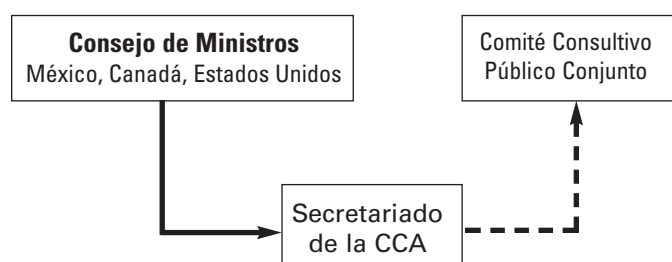 Consejo de Ministros
México, Canadá, Estados Unidos
Comité Consultivo
Público Conjunto
Secretariado
de la CCA